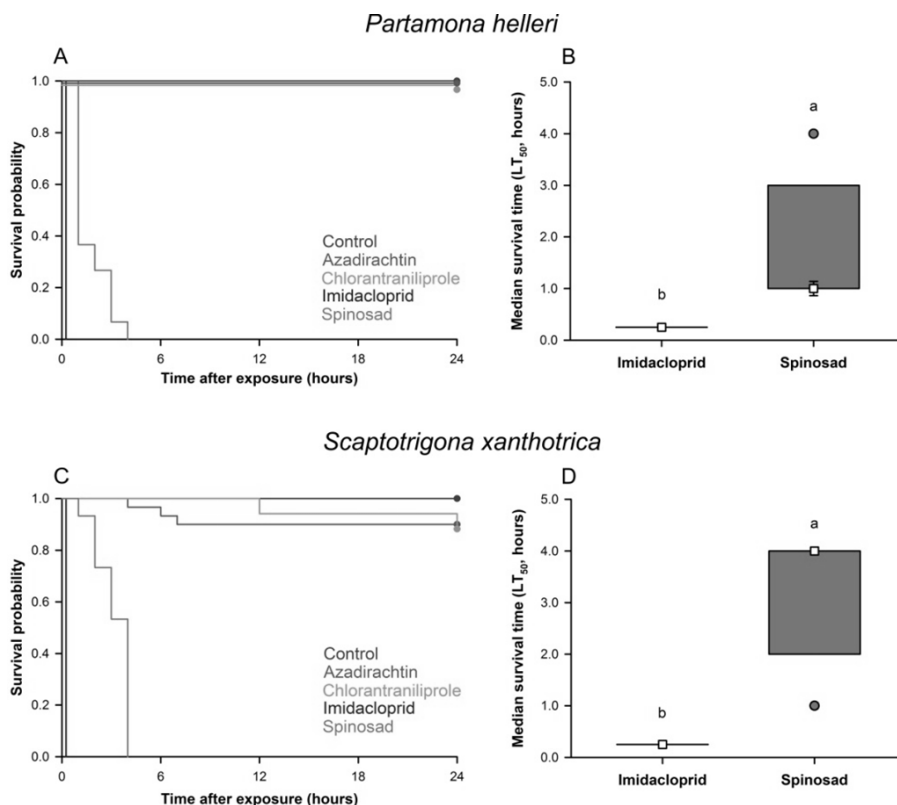 Partamona helleri
A
B
1.0
0.8
0.6
0.4
0.2
0.0
Survival probability
Control
Azadirachtin
Chlorantraniliprole
Imidacloprid
Spinosad
0 6 12 18 24
Time after exposure (hours)
5.0
4.0
3.0
2.0
1.0
0.0
Median survival time (LT50, hours)
a
b
Imidacloprid Spinosad
Scaptotrigona xanthotrica
C
D
1.0
0.8
0.6
0.4
0.2
0.0
Survival probability
Control
Azadirachtin
Chlorantraniliprole
Imidacloprid
Spinosad
0 6 12 18 24
Time after exposure (hours)
5.0
4.0
3.0
2.0
1.0
0.0
Median survival time (LT50, hours)
a
b
Imidacloprid Spinosad